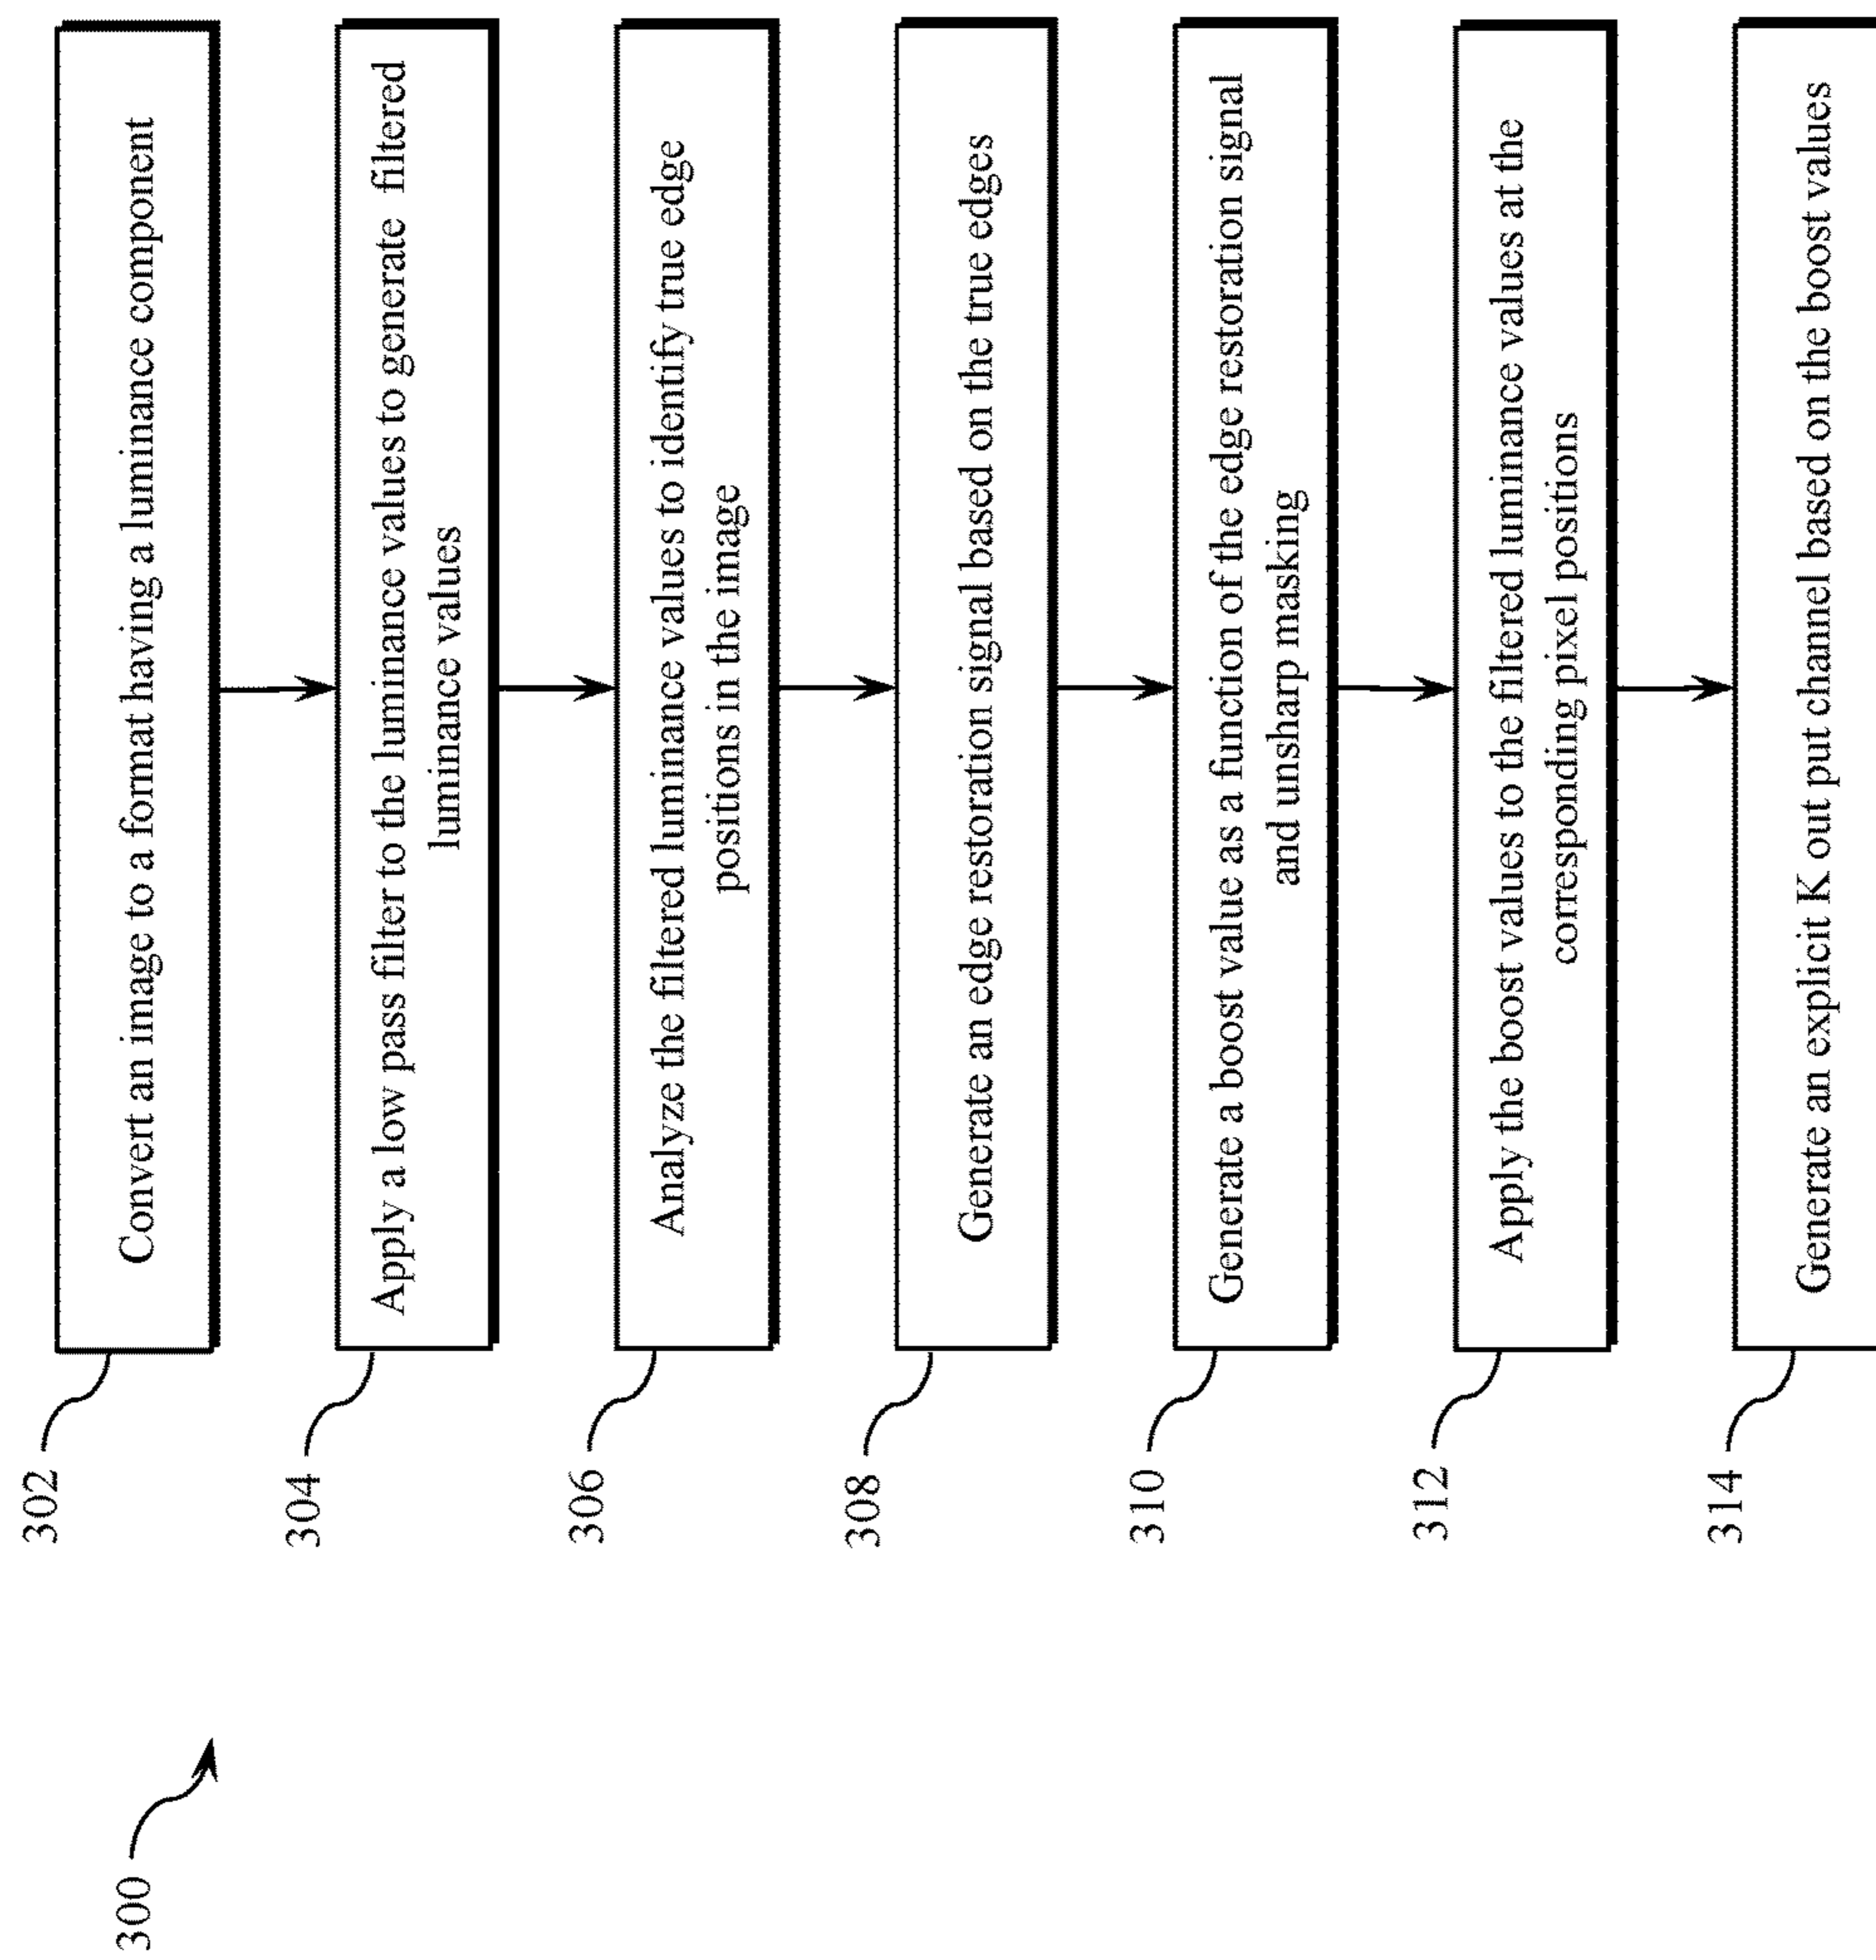 300
302
Convert an image to a format having a luminance component
304
Apply a low pass filter to the luminance values to generate filtered
luminance values
306
Analyze the filtered luminance values to identify true edge
positions in the image
308
Generate an edge restoration signal based on the true edges
310
Generate a boost value as a function of the edge restoration signal
and unsharp masking
312
Apply the boost values to the filtered luminance values at the
corresponding pixel positions
314
Generate an explicit K out put channel based on the boost values